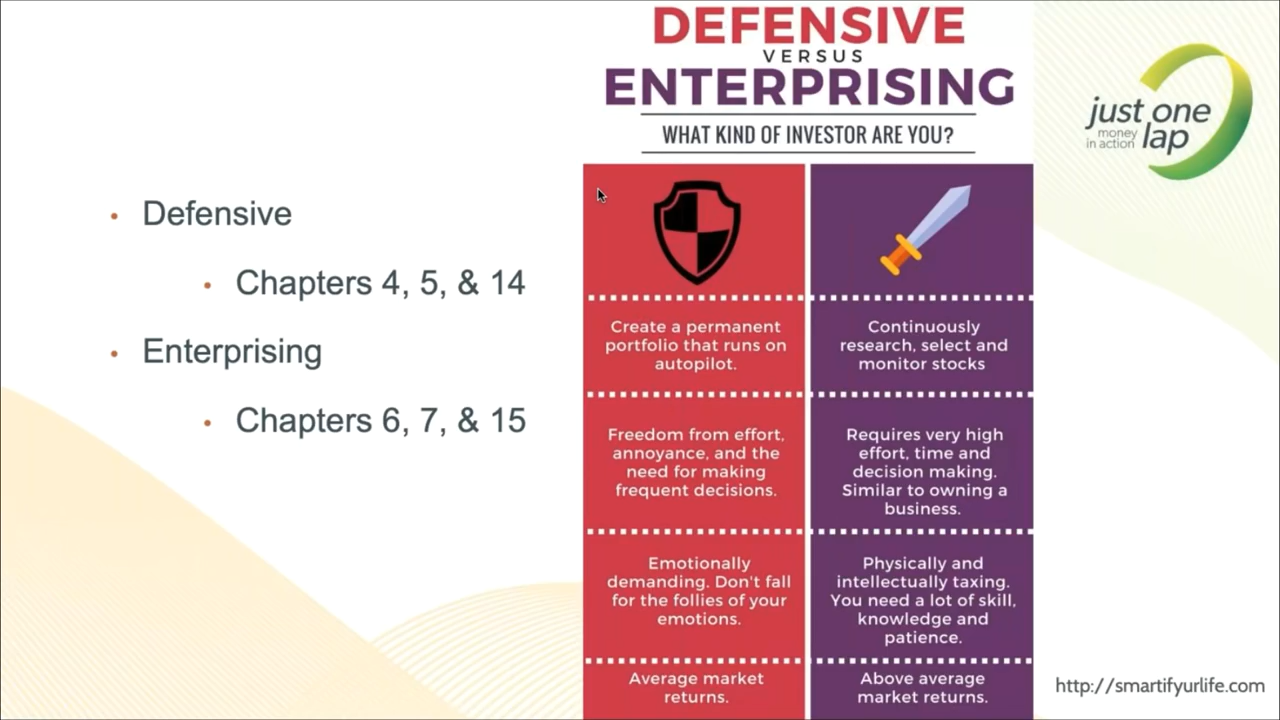 Defensive
Chapters 4, 5, & 14
Enterprising
Chapters 6, 7, & 15
DEFENSIVE
VERSUS
ENTERPRISING
WHAT KIND OF INVESTOR ARE YOU?
Create a permanent
portfolio that runs on
autopilot.
Freedom from effort,
annoyance, and the
need for making
frequent decisions.
Emotionally
demanding. Don't fall
for the follies of your
emotions.
Average market
returns.
Continuously
research, select and
monitor stocks
Requires very high
effort, time and
decision making.
Similar to owning a
business.
Physically and
intellectually taxing.
You need a lot of skill,
knowledge and
patience.
Above average
market returns.
just one
money
in action lap
http://smartifyurlife.com